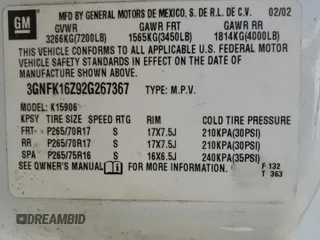 GM
MFD BY GENERAL MOTORS DE MEXICO, S. DE R.L. DE C.V. 02/02
GVWR GAWR FRT GAWR RR
3266KG(7200LB) 1565KG(3450LB) 1814KG(4000LB)
THIS VEHICLE CONFORMS TO ALL APPLICABLE U.S. FEDERAL MOTOR
VEHICLE SAFETY STANDARDS IN EFFECT ON THE DATE OF
MANUFACTURE SHOWN ABOVE.
3GNFK16Z92G267367 TYPE: M.P.V.
MODEL: K15906
KPSY TIRE SIZE SPEED RTG RIM COLD TIRE PRESSURE
FRT P265/70R17 S 17X7.5J 210KPA(30PSI)
RR P265/70R17 S 17X7.5J 210KPA(30PSI)
SPA P265/75R16 S 16X6.5J 240KPA(35PSI)
SEE OWNER'S MANUAL FOR MORE INFORMATION. F 132
T 363
DREAMBID